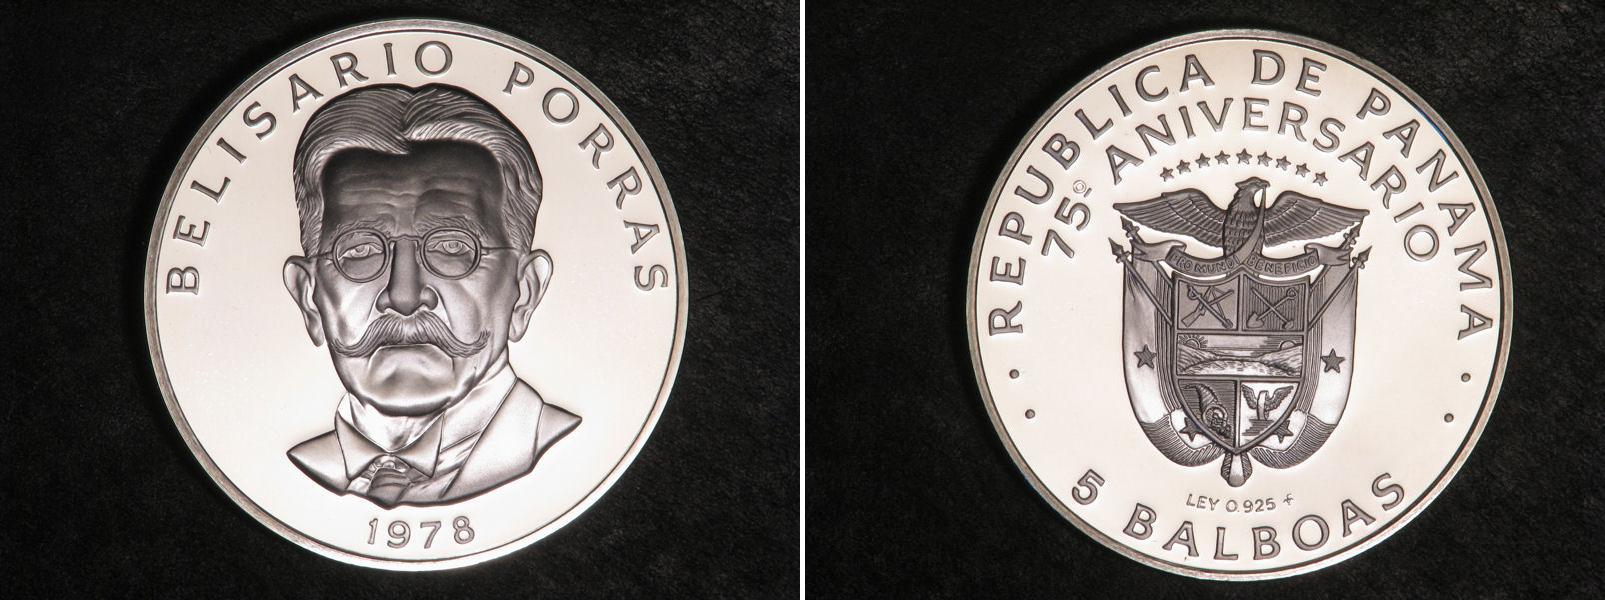 BELISARIO PORRAS
1978
REPUBLICA DE PANAMA
75º ANIVERSARIO
PRO MUNDI BENEFICIO
LEY 0.925
5 BALBOAS